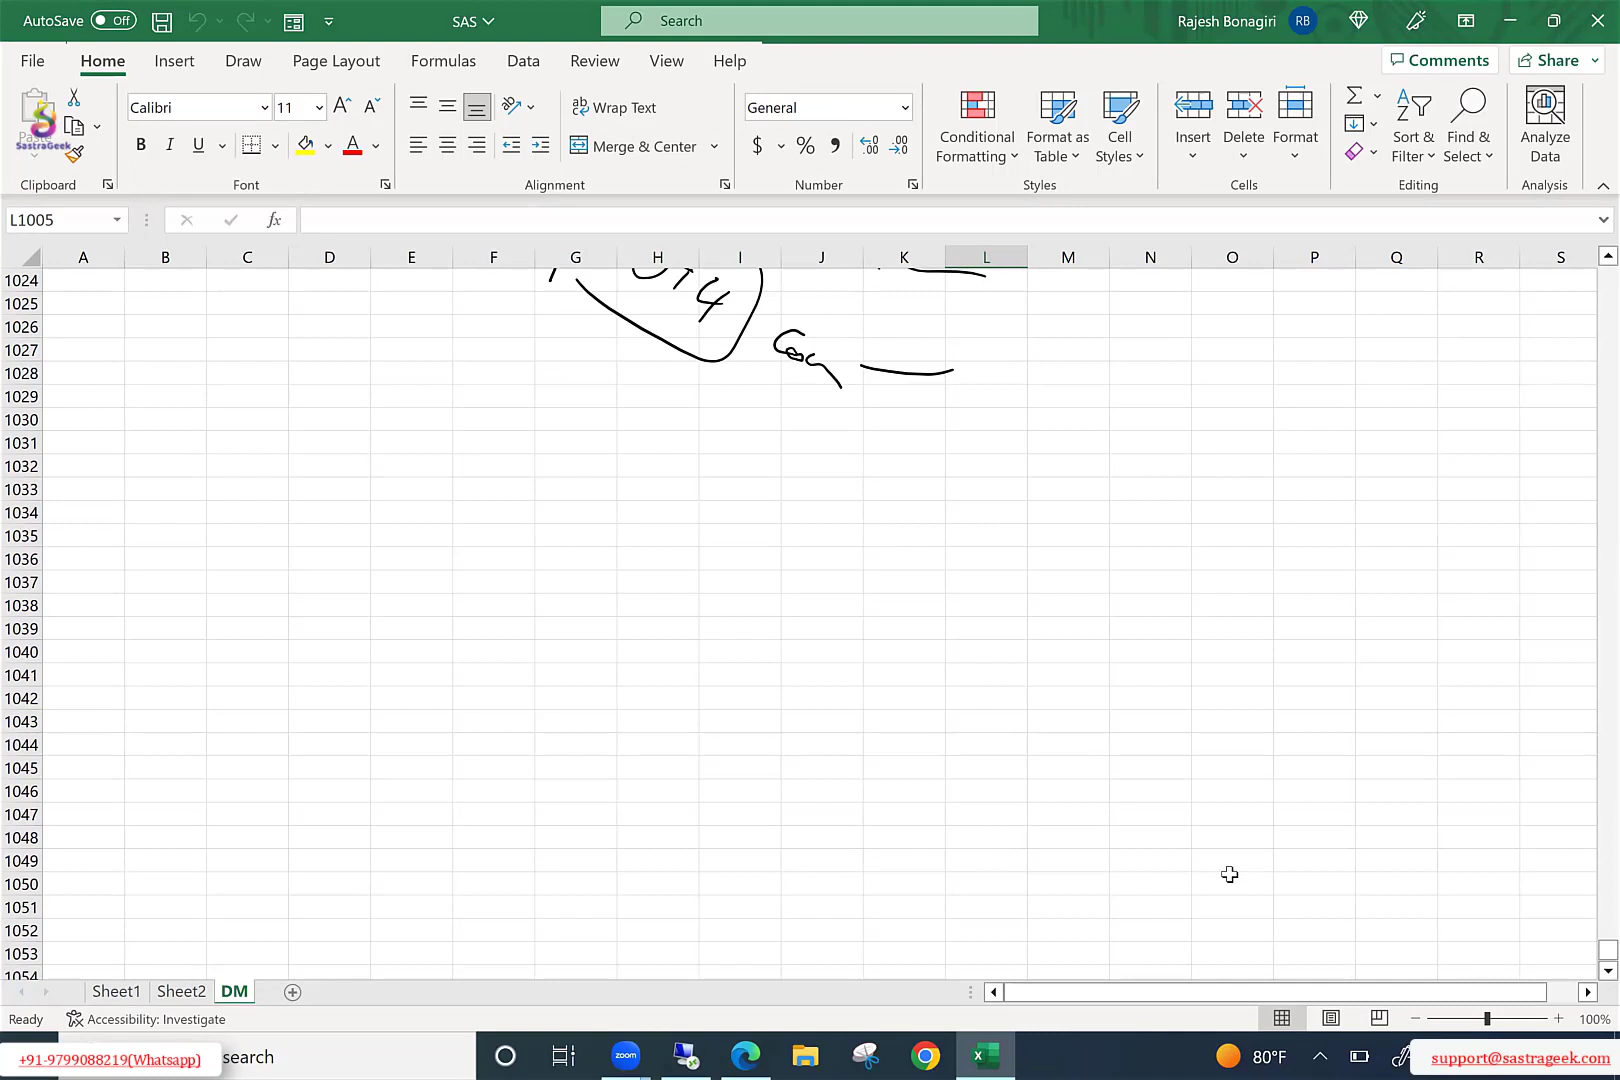 AutoSave Off SAS Search Rajesh Bonagiri RB
File Home Insert Draw Page Layout Formulas Data Review View Help Comments Share
Paste SastraGeek
Calibri 11 Wrap Text General
B I U Merge & Center $ %
Conditional Formatting Format as Table Cell Styles Insert Delete Format Sort & Filter Find & Select Analyze Data
Clipboard Font Alignment Number Styles Cells Editing Analysis
L1005 fx
A B C D E F G H I J K L M N O P Q R S
1024
1025
1026
1027
1028
1029
1030
1031
1032
1033
1034
1035
1036
1037
1038
1039
1040
1041
1042
1043
1044
1045
1046
1047
1048
1049
1050
1051
1052
1053
1054
Sheet1 Sheet2 DM
Ready Accessibility: Investigate 100%
+91-9799088219(Whatsapp) search zoom 80°F support@sastrageek.com